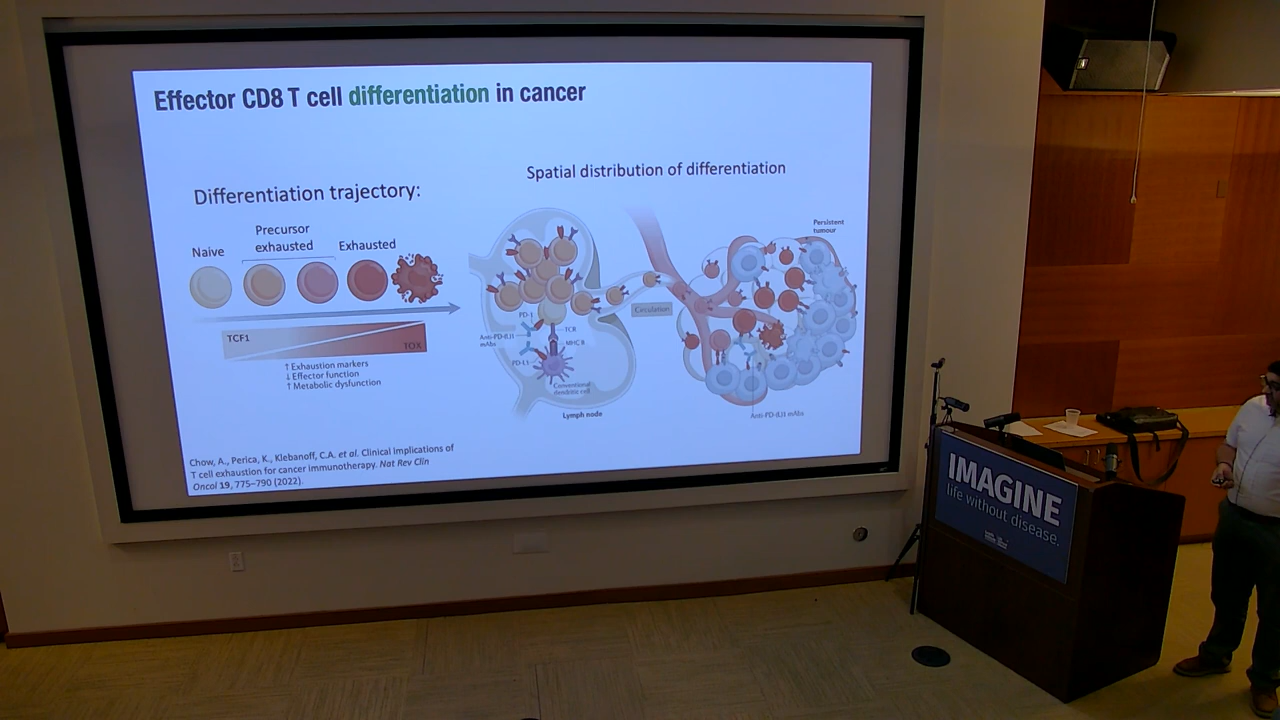 Effector CD8 T cell differentiation in cancer
Differentiation trajectory:
Naive
Precursor
exhausted
Exhausted
TCF1
TOX
↑ Exhaustion markers
↓ Effector function
↑ Metabolic dysfunction
Chow, A., Perica, K., Klebanoff, C.A. et al. Clinical implications of
T cell exhaustion for cancer immunotherapy. Nat Rev Clin
Oncol 19, 775–790 (2022).
Spatial distribution of differentiation
Persistent
tumour
Circulation
PD-1
Anti-PD-(L)1
mAbs
TCR
PD-L1
Conventional
dendritic cell
Lymph node
Anti-PD-(L)1 mAbs
IMAGINE
life without disease.